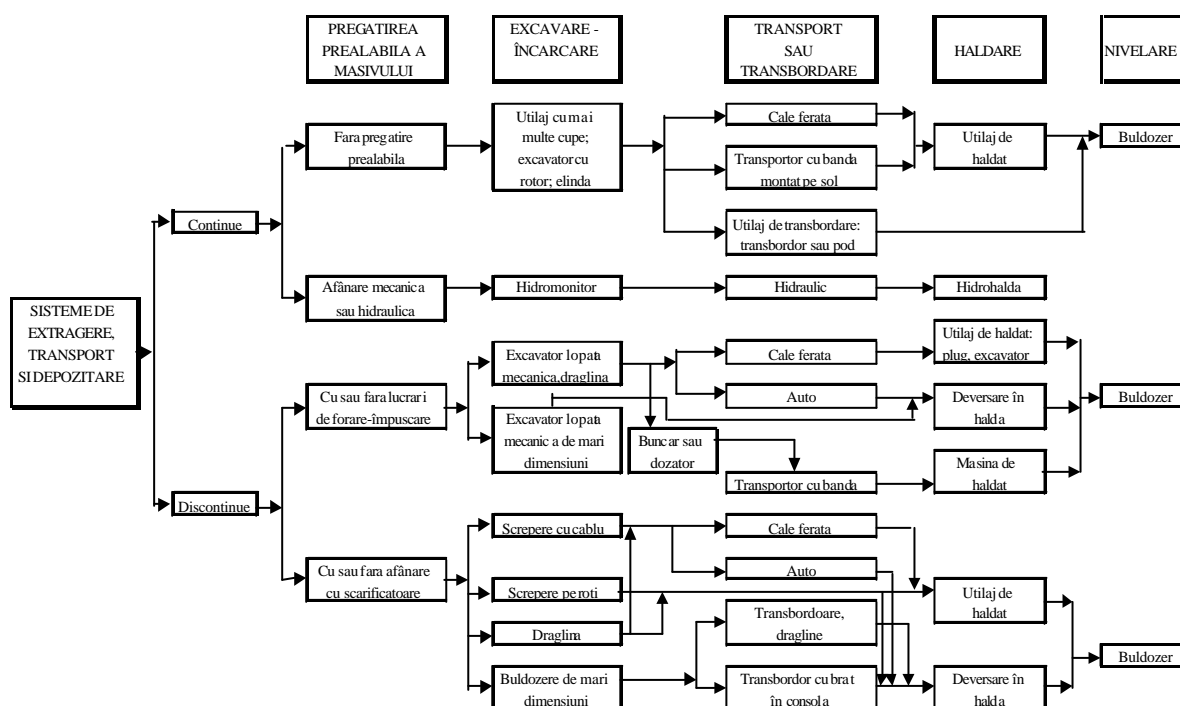 PREGATIREA
PREALABILA A
MASIVULUI
EXCAVARE -
ÎNCARCARE
TRANSPORT
SAU
TRANSBORDARE
HALDARE
NIVELARE
Fara pregatire
prealabila
Utilaj cu mai
multe cupe;
excavator cu
rotor; elinda
Cale ferata
Transportor cu banda
montat pe sol
Utilaj de transbordare:
transbordor sau pod
Utilaj de
haldat
Buldozer
Continue
Afânare mecanica
sau hidraulica
Hidromonitor
Hidraulic
Hidrohalda
SISTEME DE
EXTRAGERE,
TRANSPORT
SI DEPOZITARE
Cu sau fara lucrari
de forare-împuscare
Excavator lopata
mecanica,draglina
Excavator lopata
mecanica de mari
dimensiuni
Buncar sau
dozator
Cale ferata
Auto
Transportor cu banda
Utilaj de haldat:
plug, excavator
Deversare în
halda
Masina de
haldat
Buldozer
Discontinue
Cu sau fara afânare
cu scarificatoare
Screpere cu cablu
Screpere pe roti
Draglina
Buldozere de mari
dimensiuni
Cale ferata
Auto
Transbordoare,
dragline
Transbordor cu brat
în consola
Utilaj de
haldat
Deversare în
halda
Buldozer